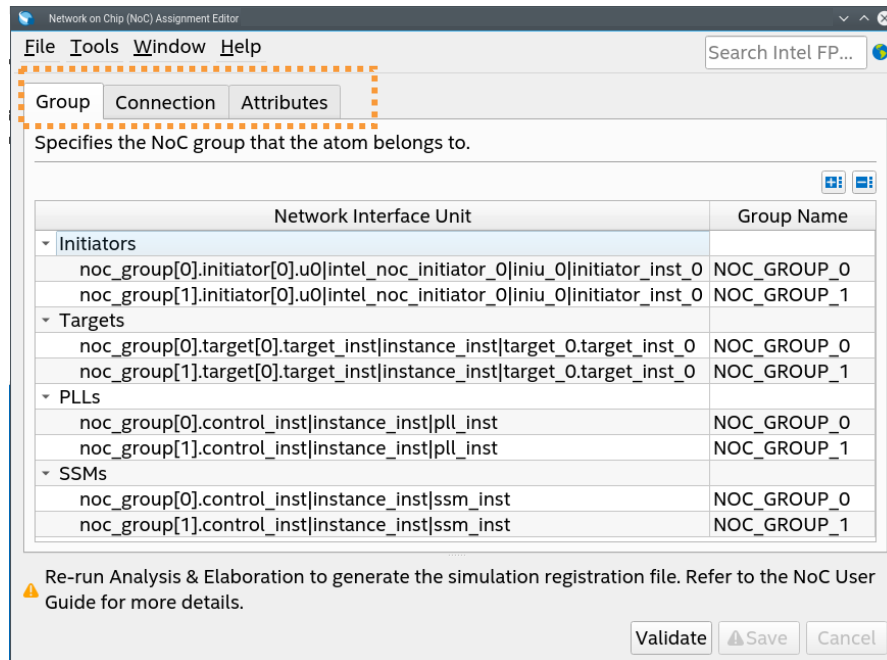 Network on Chip (NoC) Assignment Editor
File Tools Window Help
Search Intel FP...
Group Connection Attributes
Specifies the NoC group that the atom belongs to.
Network Interface Unit Group Name
Initiators
noc_group[0].initiator[0].u0|intel_noc_initiator_0|iniu_0|initiator_inst_0 NOC_GROUP_0
noc_group[1].initiator[0].u0|intel_noc_initiator_0|iniu_0|initiator_inst_0 NOC_GROUP_1
Targets
noc_group[0].target[0].target_inst|instance_inst|target_0.target_inst_0 NOC_GROUP_0
noc_group[1].target[0].target_inst|instance_inst|target_0.target_inst_0 NOC_GROUP_1
PLLs
noc_group[0].control_inst|instance_inst|pll_inst NOC_GROUP_0
noc_group[1].control_inst|instance_inst|pll_inst NOC_GROUP_1
SSMs
noc_group[0].control_inst|instance_inst|ssm_inst NOC_GROUP_0
noc_group[1].control_inst|instance_inst|ssm_inst NOC_GROUP_1
Re-run Analysis & Elaboration to generate the simulation registration file. Refer to the NoC User
Guide for more details.
Validate Save Cancel